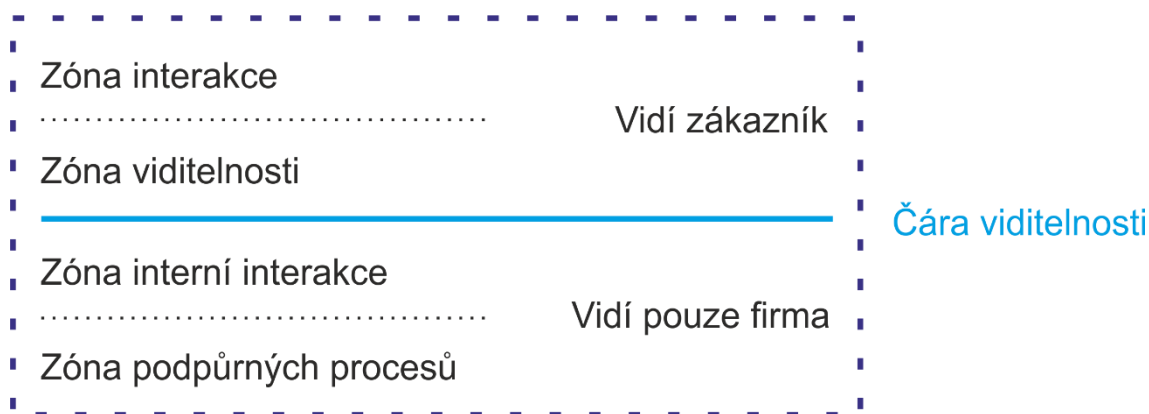 Zóna interakce
Vidí zákazník
Zóna viditelnosti
Čára viditelnosti
Zóna interní interakce
Vidí pouze firma
Zóna podpůrných procesů